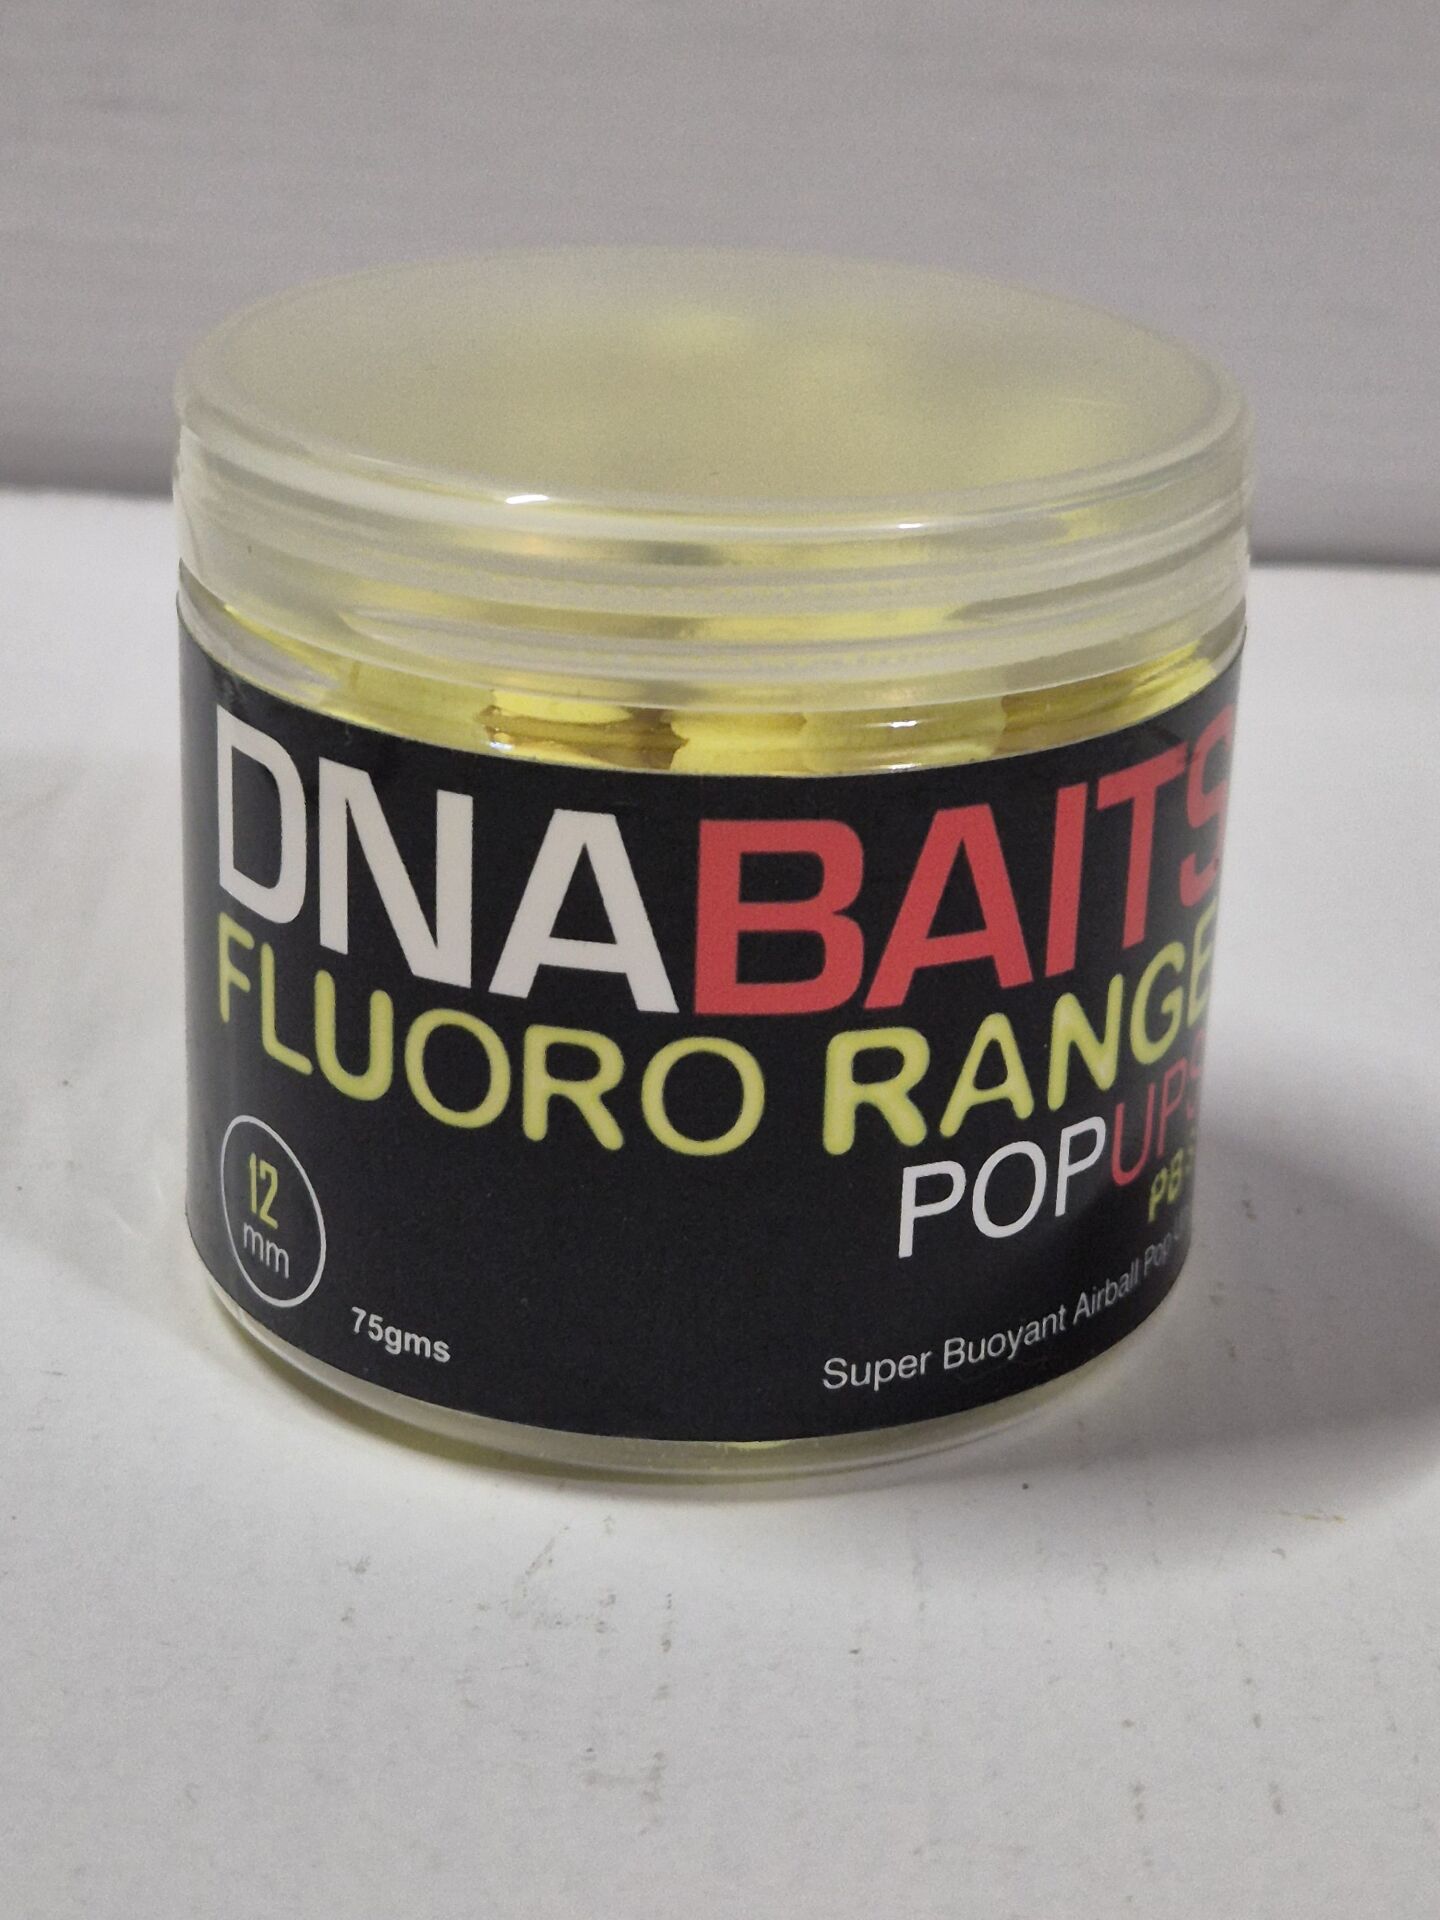 DNABAITS
FLUORO RANGE
POPUPS
12
mm
75gms
Super Buoyant Airball Pop